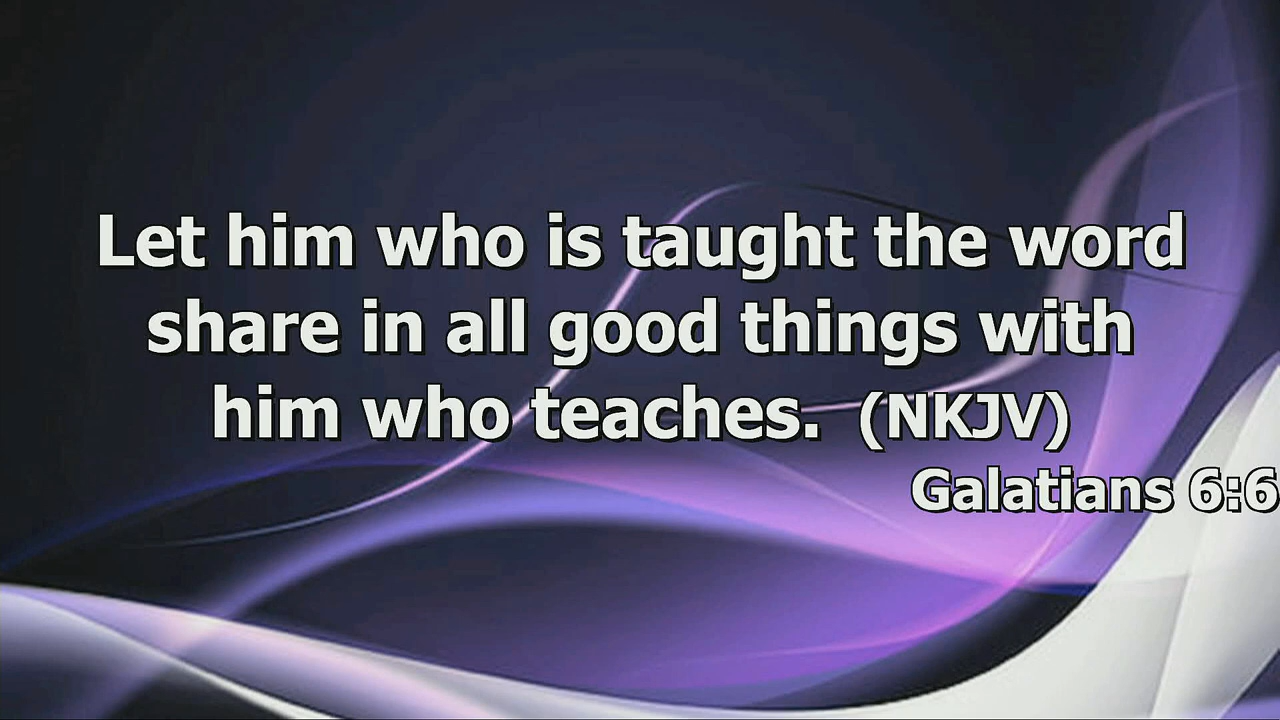 Let him who is taught the word
share in all good things with
him who teaches. (NKJV)
Galatians 6:6